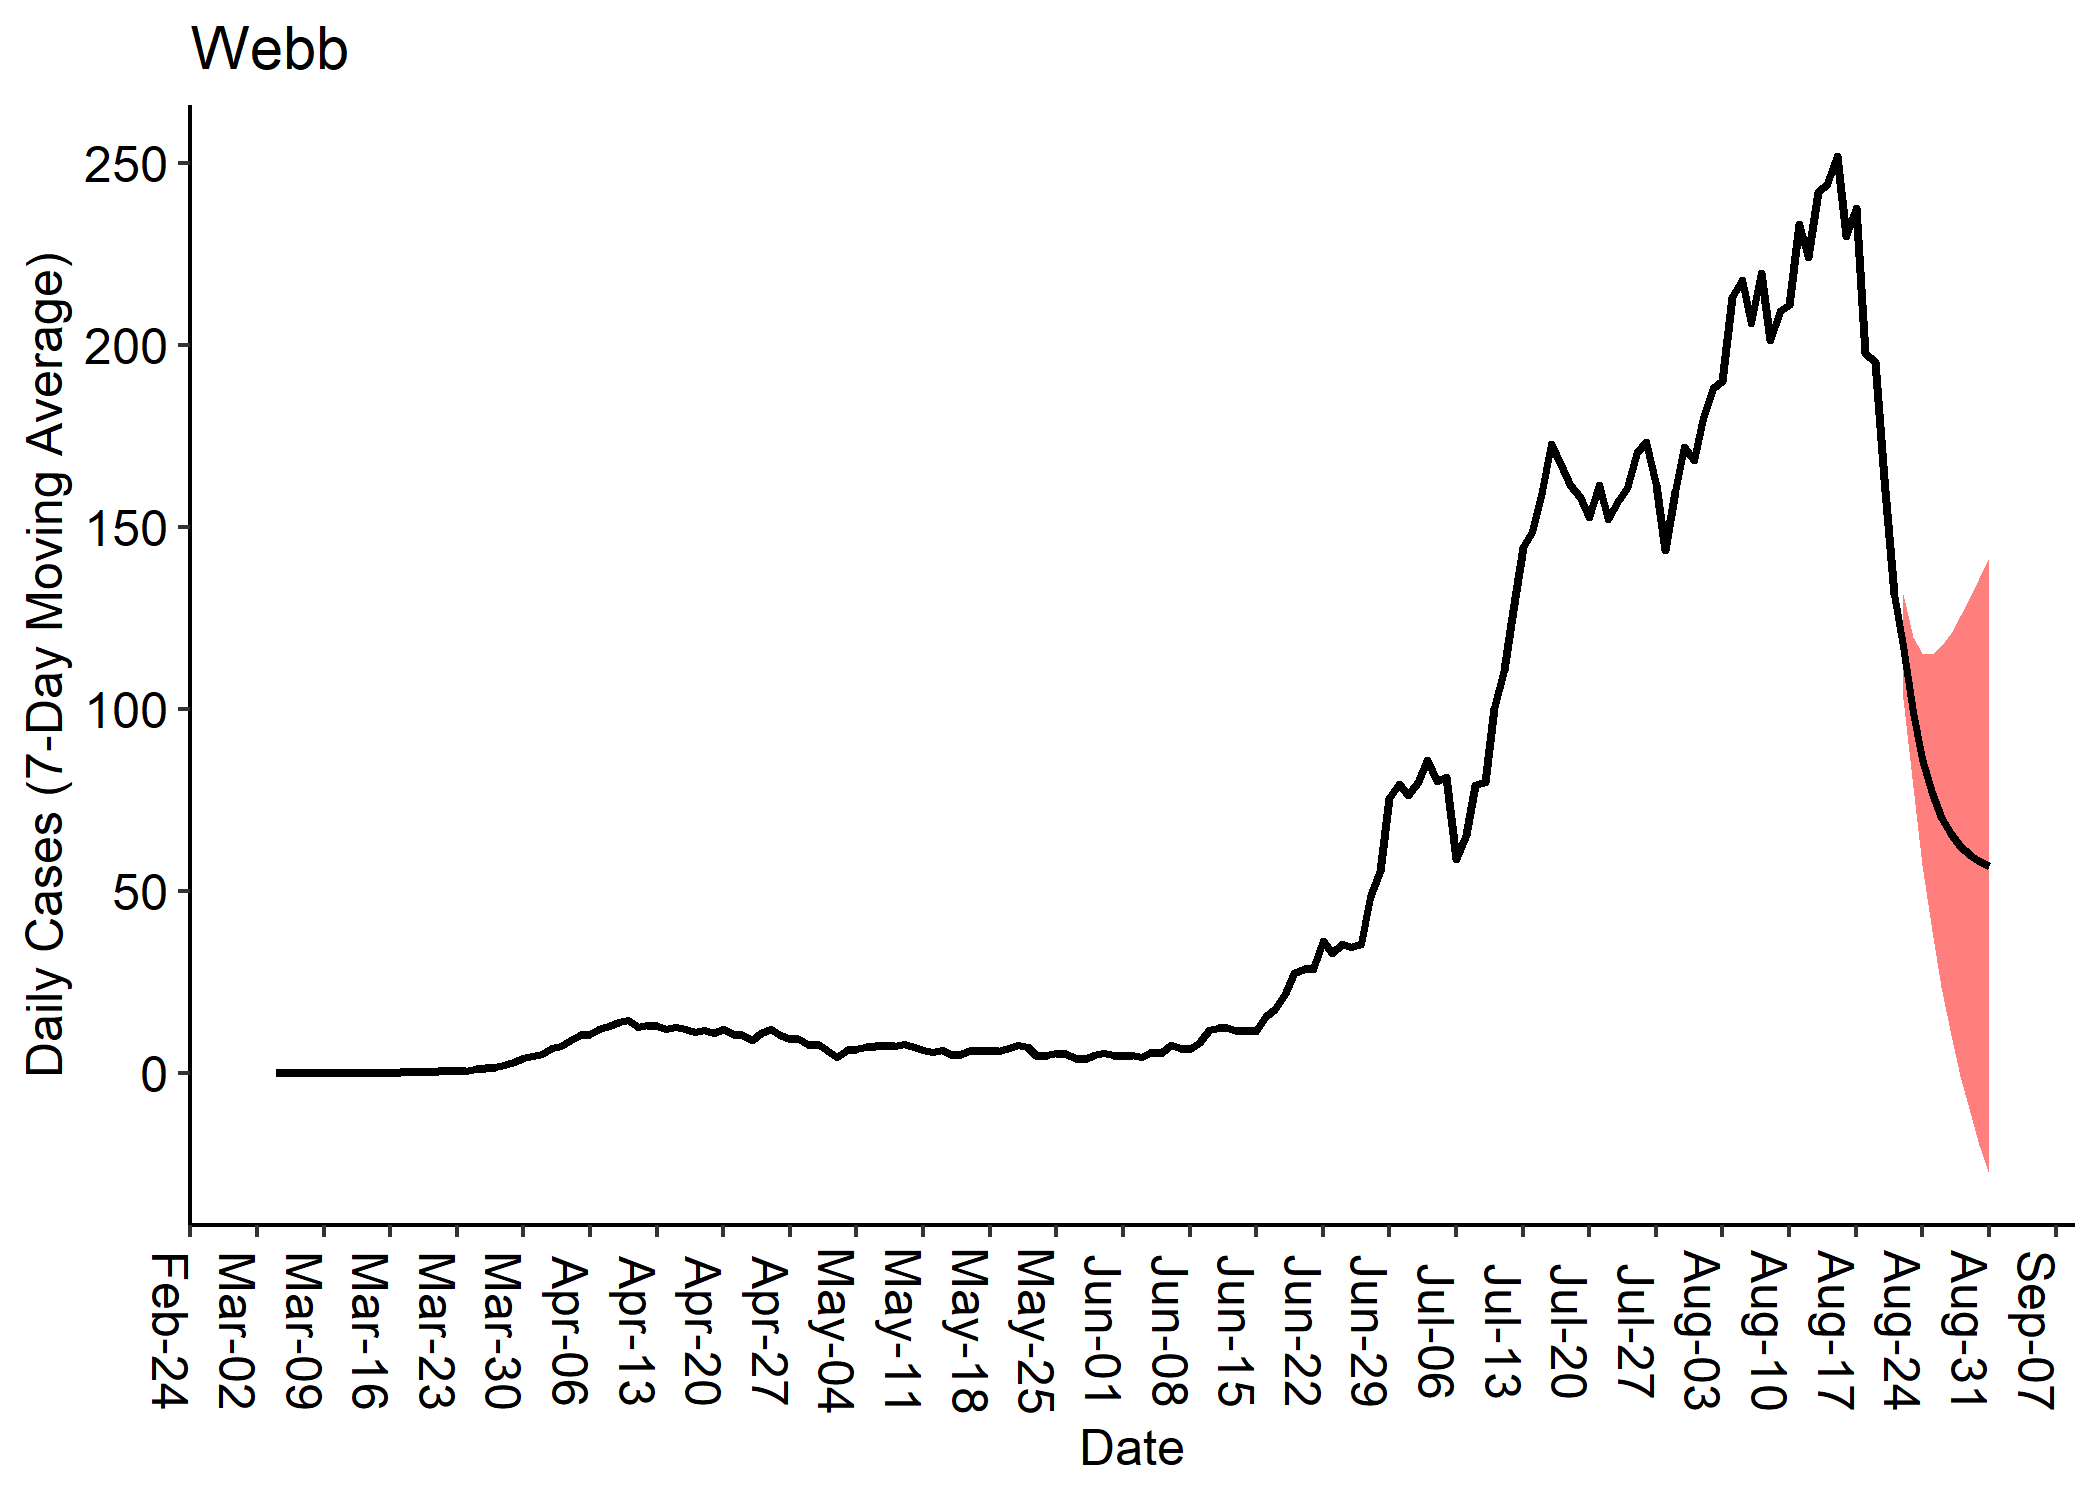 Webb
Daily Cases (7-Day Moving Average)
250
200
150
100
50
0
Feb-24
Mar-02
Mar-09
Mar-16
Mar-23
Mar-30
Apr-06
Apr-13
Apr-20
Apr-27
May-04
May-11
May-18
May-25
Jun-01
Jun-08
Jun-15
Jun-22
Jun-29
Jul-06
Jul-13
Jul-20
Jul-27
Aug-03
Aug-10
Aug-17
Aug-24
Aug-31
Sep-07
Date